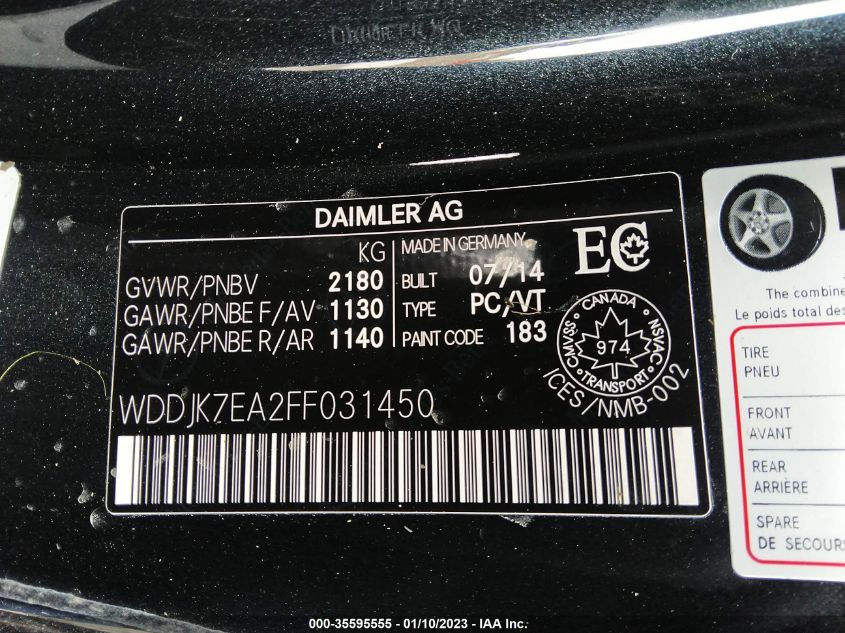 DAIMLER AG
KG
MADE IN GERMANY
GVWR/PNBV 2180
BUILT 07/14
GAWR/PNBE F/AV 1130
TYPE PC/VT
GAWR/PNBE R/AR 1140
PAINT CODE 183
EC
CANADA
CMVSS
NSVAC
974
TRANSPORT
ICES/NMB-002
WDDJK7EA2FF031450
The combine
Le poids total des
TIRE
PNEU
FRONT
AVANT
REAR
ARRIÈRE
SPARE
DE SECOURS
000-35595555 - 01/10/2023 - IAA Inc.